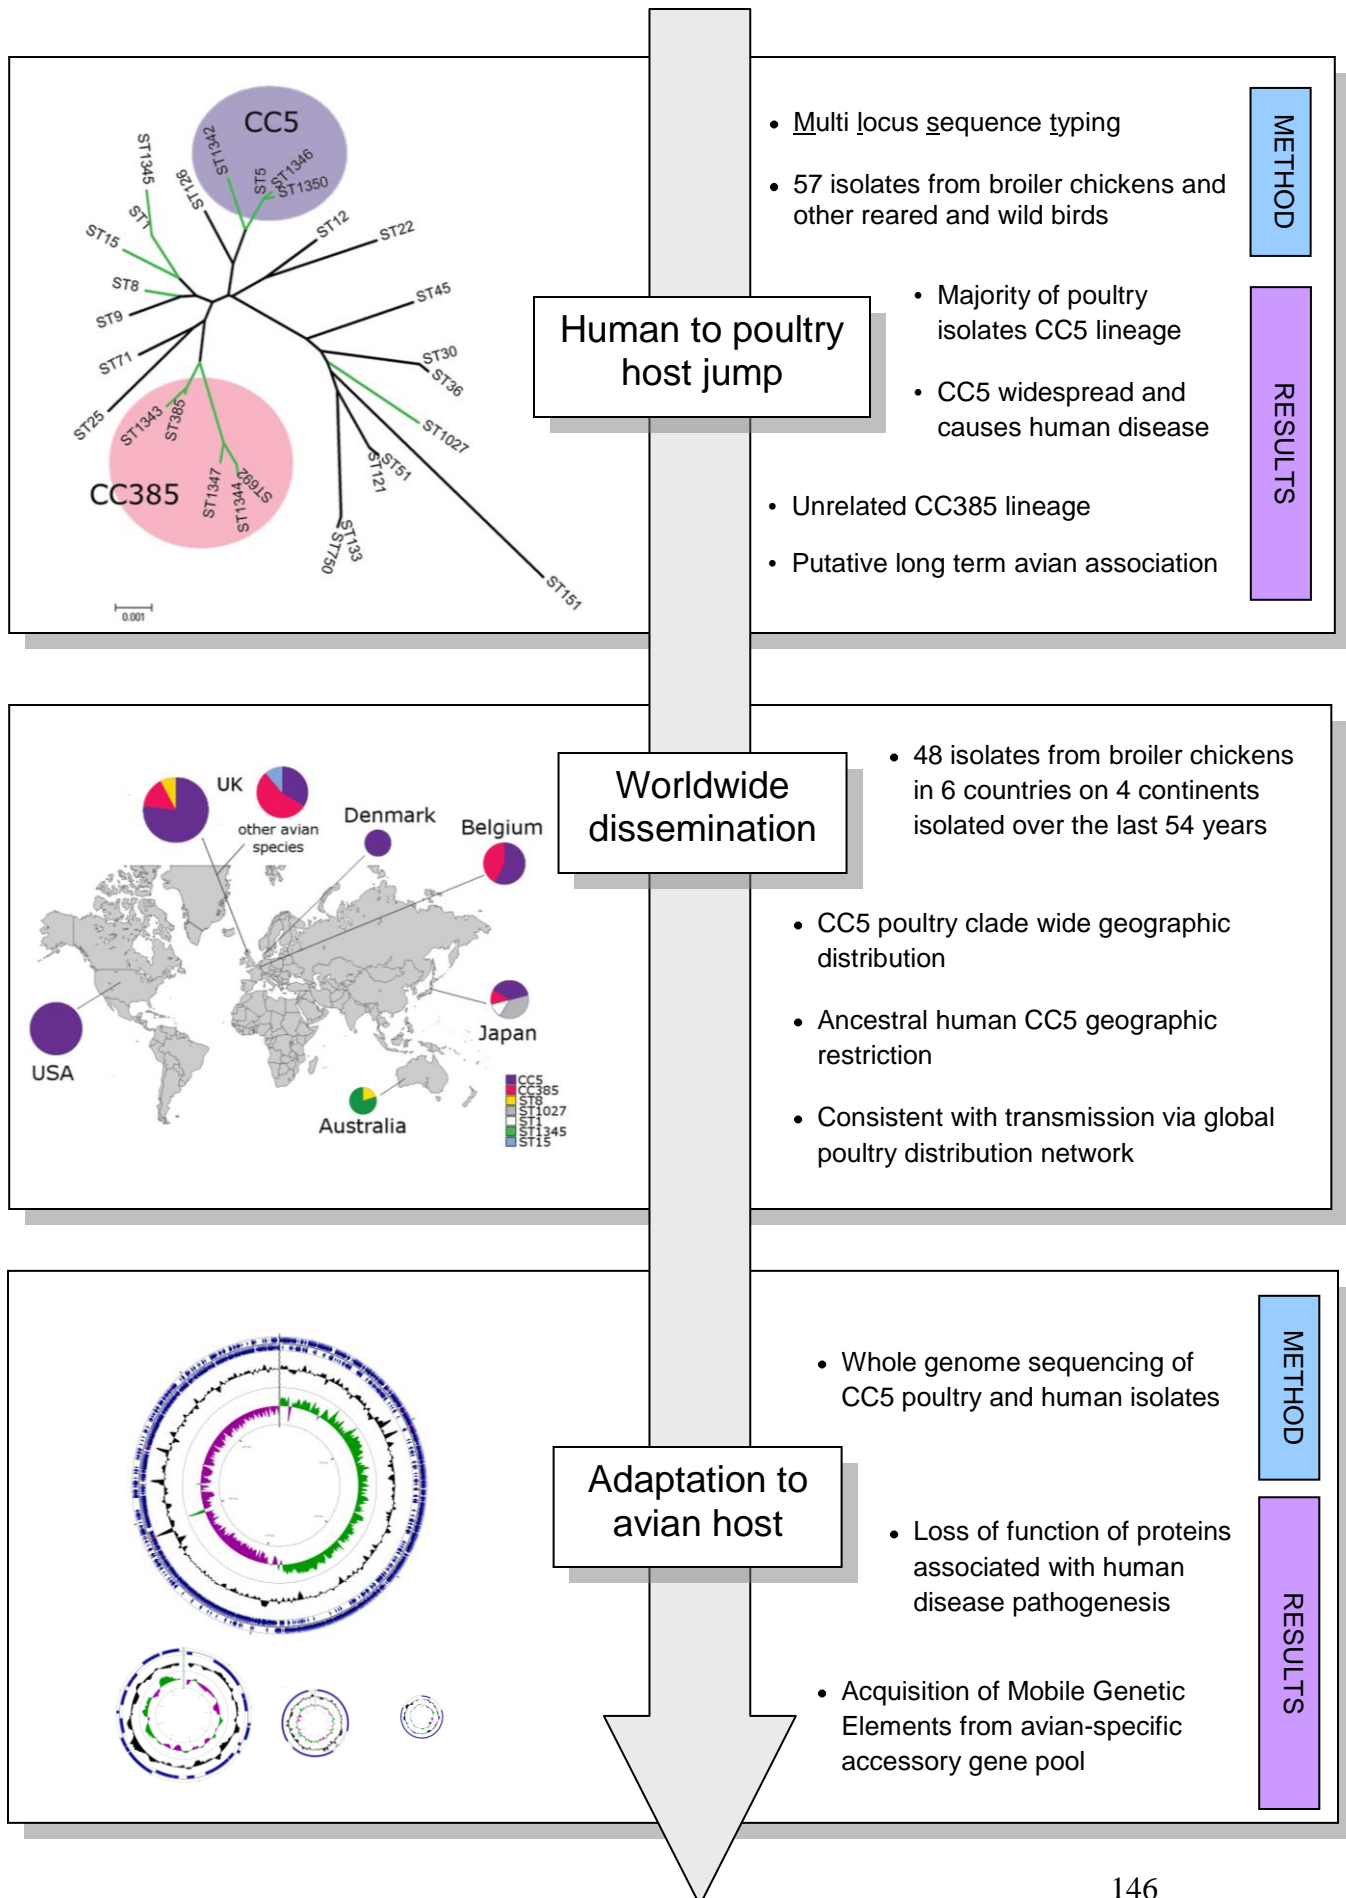 CC5
ST1342
ST5
ST1346
ST1350
ST126
ST1345
ST1
ST15
ST8
ST9
ST71
ST25
ST12
ST22
ST45
ST30
ST36
ST1027
ST51
ST121
ST133
ST750
ST151
ST1343
ST385
ST1347
ST1344
ST692
CC385
0.001
Human to poultry
host jump
• Multi locus sequence typing
• 57 isolates from broiler chickens and
other reared and wild birds
METHOD
• Majority of poultry
isolates CC5 lineage
• CC5 widespread and
causes human disease
• Unrelated CC385 lineage
• Putative long term avian association
RESULTS
UK
other avian
species
Denmark
Belgium
USA
Japan
Australia
CC5
CC385
ST8
ST1027
ST1
ST1345
ST15
Worldwide
dissemination
• 48 isolates from broiler chickens
in 6 countries on 4 continents
isolated over the last 54 years
• CC5 poultry clade wide geographic
distribution
• Ancestral human CC5 geographic
restriction
• Consistent with transmission via global
poultry distribution network
Adaptation to
avian host
• Whole genome sequencing of
CC5 poultry and human isolates
METHOD
• Loss of function of proteins
associated with human
disease pathogenesis
• Acquisition of Mobile Genetic
Elements from avian-specific
accessory gene pool
RESULTS
146